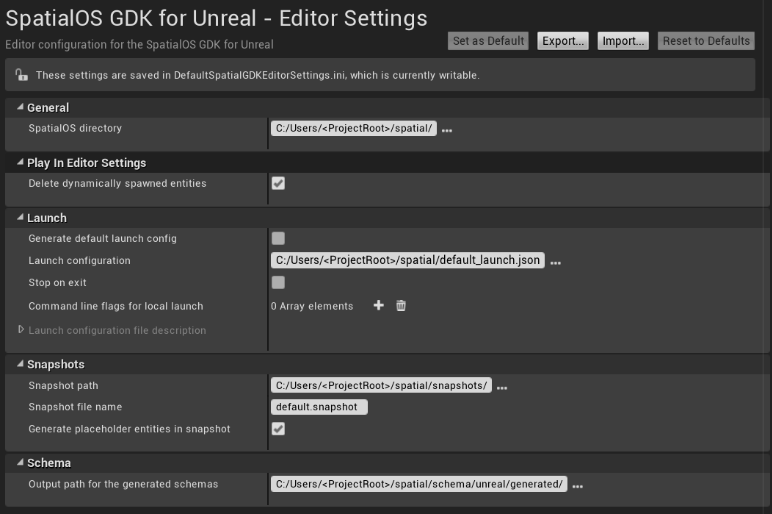 SpatialOS GDK for Unreal - Editor Settings
Editor configuration for the SpatialOS GDK for Unreal
Set as Default Export... Import... Reset to Defaults
These settings are saved in DefaultSpatialGDKEditorSettings.ini, which is currently writable.
General
SpatialOS directory C:/Users/<ProjectRoot>/spatial/ ...
Play In Editor Settings
Delete dynamically spawned entities
Launch
Generate default launch config
Launch configuration C:/Users/<ProjectRoot>/spatial/default_launch.json ...
Stop on exit
Command line flags for local launch 0 Array elements
Launch configuration file description
Snapshots
Snapshot path C:/Users/<ProjectRoot>/spatial/snapshots/ ...
Snapshot file name default.snapshot
Generate placeholder entities in snapshot
Schema
Output path for the generated schemas C:/Users/<ProjectRoot>/spatial/schema/unreal/generated/ ...